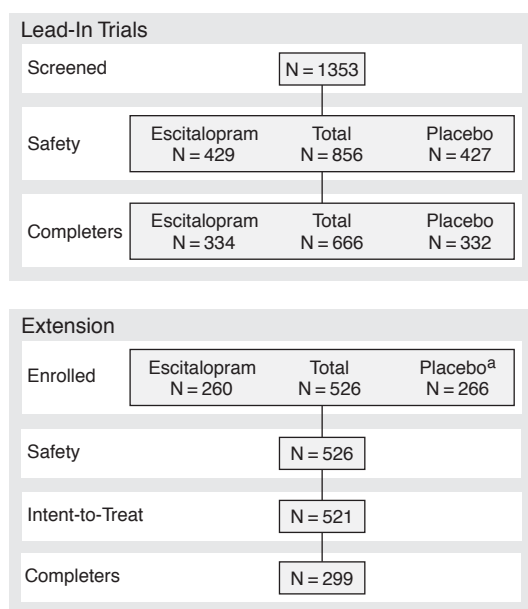 Lead-In Trials
Screened
N = 1353
Safety
Escitalopram Total Placebo
N = 429 N = 856 N = 427
Completers
Escitalopram Total Placebo
N = 334 N = 666 N = 332
Extension
Enrolled
Escitalopram Total Placeboᵃ
N = 260 N = 526 N = 266
Safety
N = 526
Intent-to-Treat
N = 521
Completers
N = 299